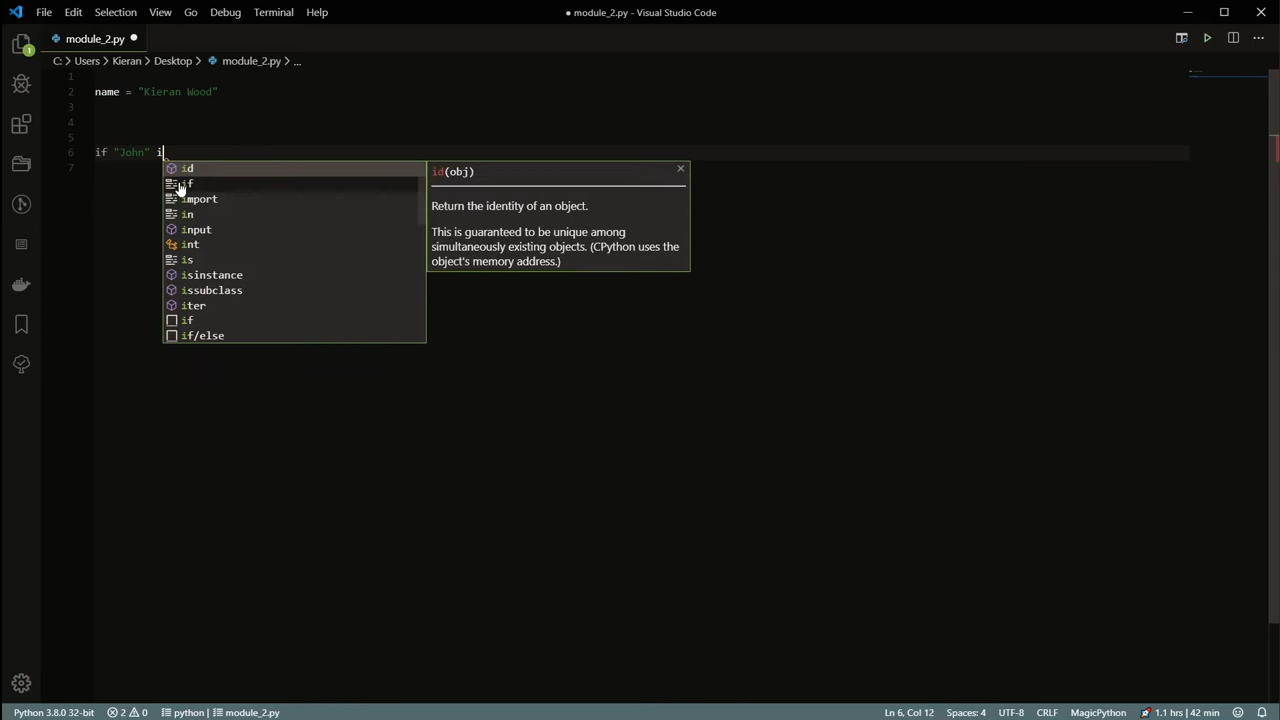 File Edit Selection View Go Debug Terminal Help
● module_2.py - Visual Studio Code
module_2.py
C: > Users > Kieran > Desktop > module_2.py > ...
1
2 name = "Kieran Wood"
3
4
5
6 if "John" i
7
id
if
import
in
input
int
is
isinstance
issubclass
iter
if
if/else
id(obj)
Return the identity of an object.
This is guaranteed to be unique among
simultaneously existing objects. (CPython uses the
object's memory address.)
1
Python 3.8.0 32-bit 2 0 python | module_2.py Ln 6, Col 12 Spaces: 4 UTF-8 CRLF MagicPython 1.1 hrs | 42 min